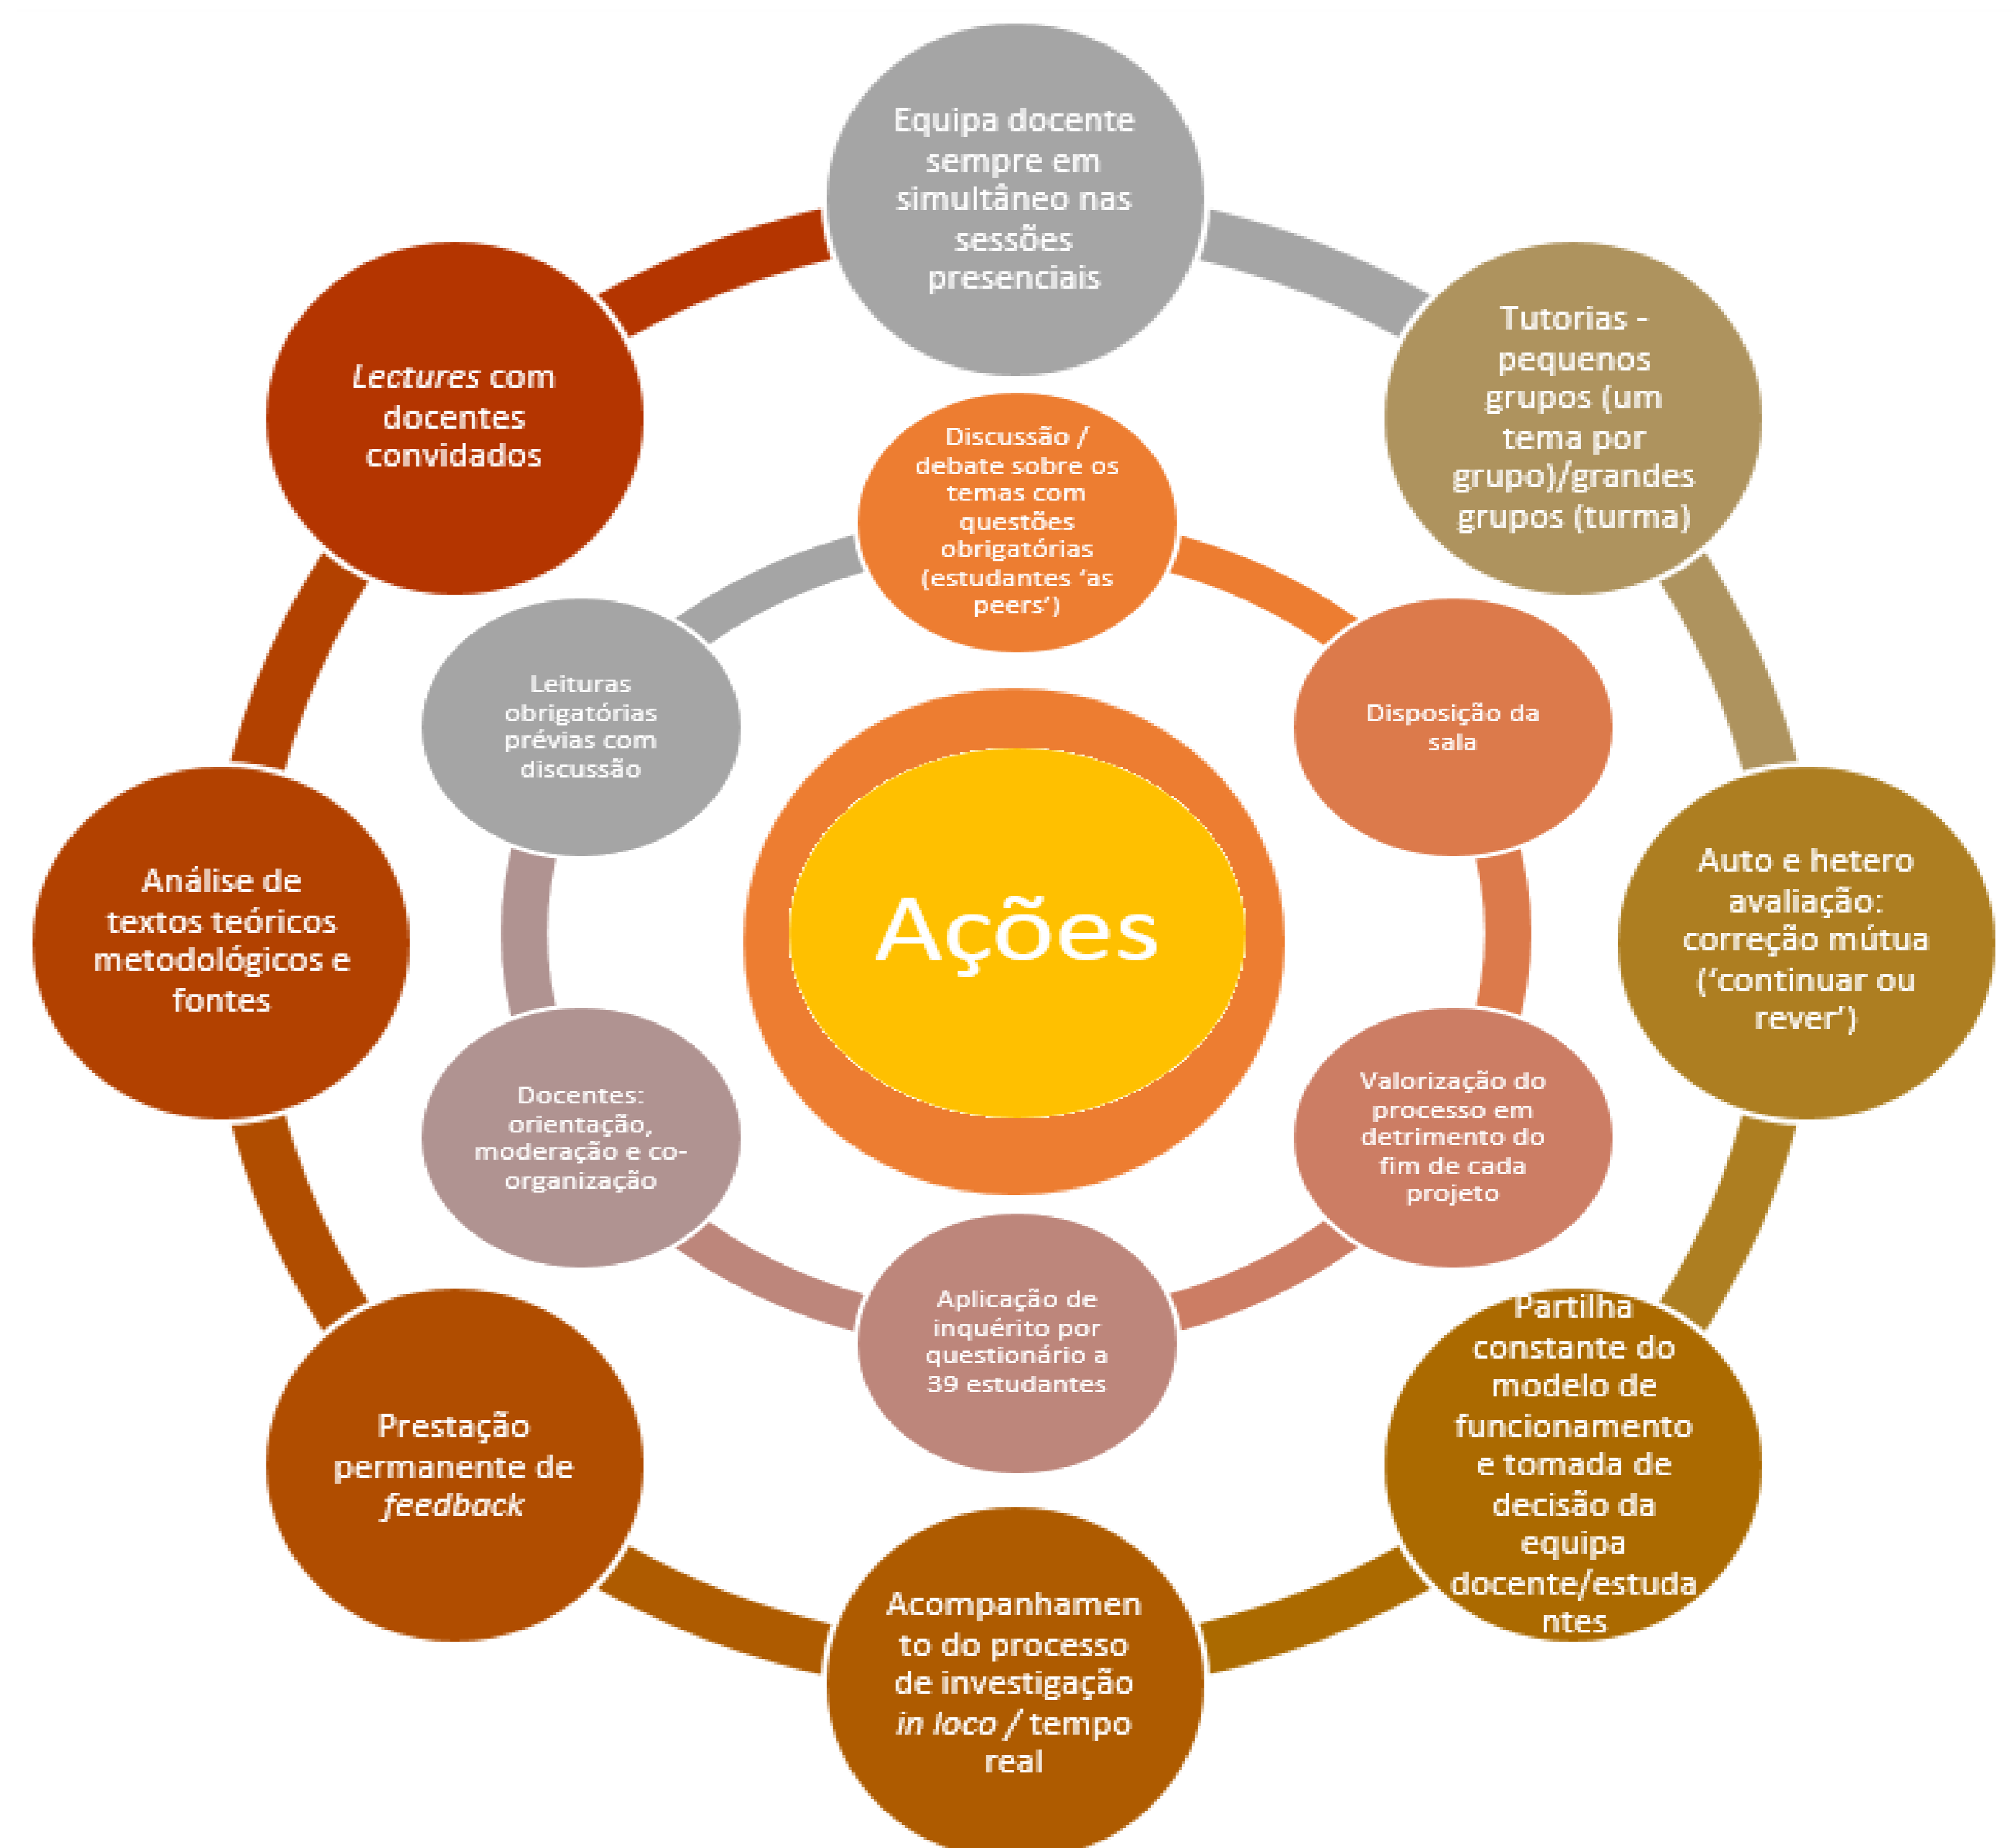 Equipa docente
sempre em
simultâneo nas
sessões
presenciais
Tutorias -
pequenos
grupos (um
tema por
grupo)/grandes
grupos (turma)
Auto e hetero
avaliação:
correção mútua
(‘continuar ou
rever’)
Partilha
constante do
modelo de
funcionamento
e tomada de
decisão da
equipa
docente/estuda
ntes
Acompanhamen
to do processo
de investigação
in loco / tempo
real
Prestação
permanente de
feedback
Análise de
textos teóricos
metodológicos e
fontes
Lectures com
docentes
convidados
Discussão /
debate sobre os
temas com
questões
obrigatórias
(estudantes ‘as
peers’)
Disposição da
sala
Valorização do
processo em
detrimento do
fim de cada
projeto
Aplicação de
inquérito por
questionário a
39 estudantes
Docentes:
orientação,
moderação e co-
organização
Leituras
obrigatórias
prévias com
discussão
Ações